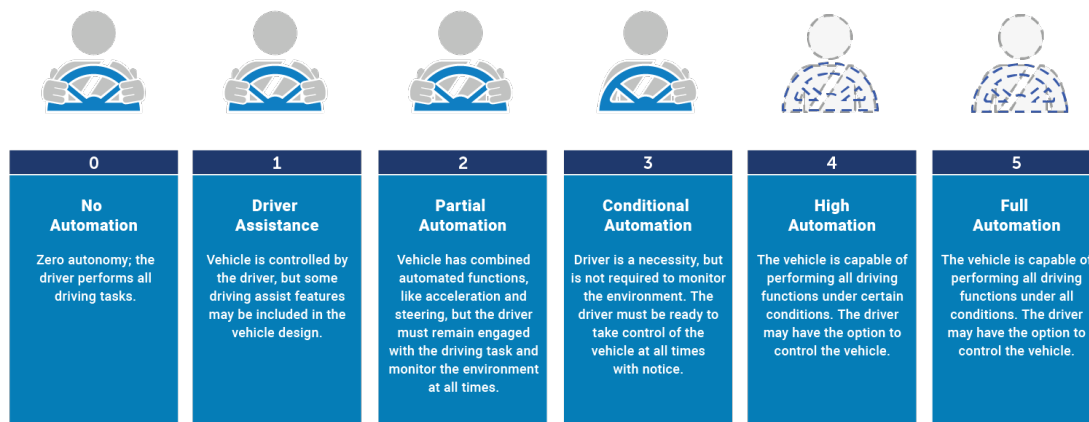 0
No
Automation
Zero autonomy; the
driver performs all
driving tasks.
1
Driver
Assistance
Vehicle is controlled by
the driver, but some
driving assist features
may be included in the
vehicle design.
2
Partial
Automation
Vehicle has combined
automated functions,
like acceleration and
steering, but the driver
must remain engaged
with the driving task and
monitor the environment
at all times.
3
Conditional
Automation
Driver is a necessity, but
is not required to monitor
the environment. The
driver must be ready to
take control of the
vehicle at all times
with notice.
4
High
Automation
The vehicle is capable of
performing all driving
functions under certain
conditions. The driver
may have the option to
control the vehicle.
5
Full
Automation
The vehicle is capable of
performing all driving
functions under all
conditions. The driver
may have the option to
control the vehicle.